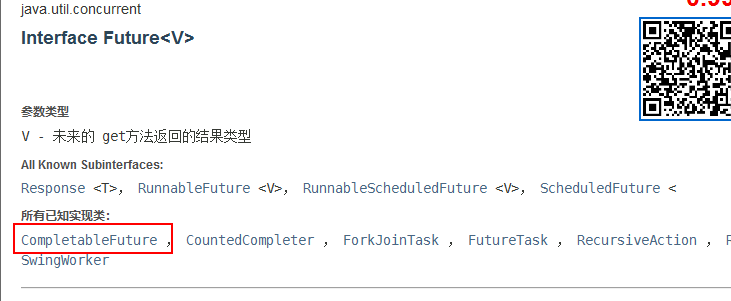 java.util.concurrent
Interface Future<V>
参数类型
V - 未来的 get方法返回的结果类型
All Known Subinterfaces:
Response <T>, RunnableFuture <V>, RunnableScheduledFuture <V>, ScheduledFuture <
所有已知实现类:
CompletableFuture , CountedCompleter , ForkJoinTask , FutureTask , RecursiveAction ,
SwingWorker